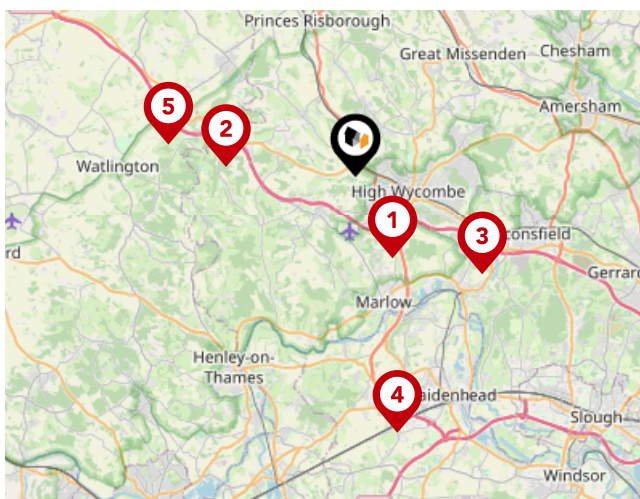 Princes Risborough
Great Missenden
Chesham
Amersham
5
2
Watlington
High Wycombe
1
3
consfield
rd
Gerrard
Marlow
Henley-on-
Thames
4
aidenhead
Slough
Windsor